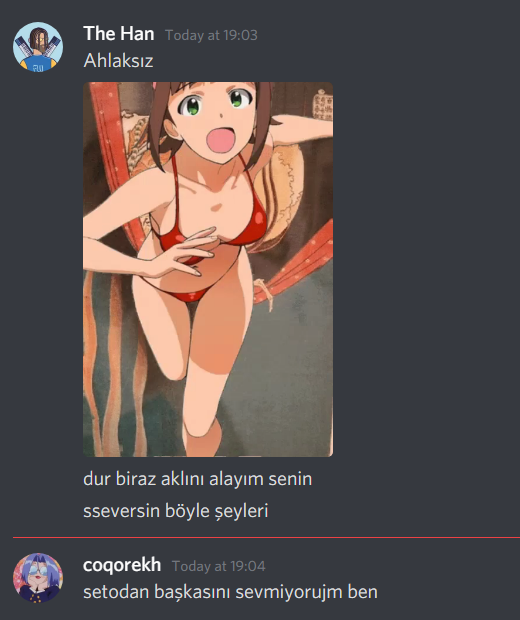 The Han Today at 19:03
Ahlaksız
dur biraz aklını alayım senin
sseversin böyle şeyleri
coqorekh Today at 19:04
setodan başkasını sevmiyorujm ben